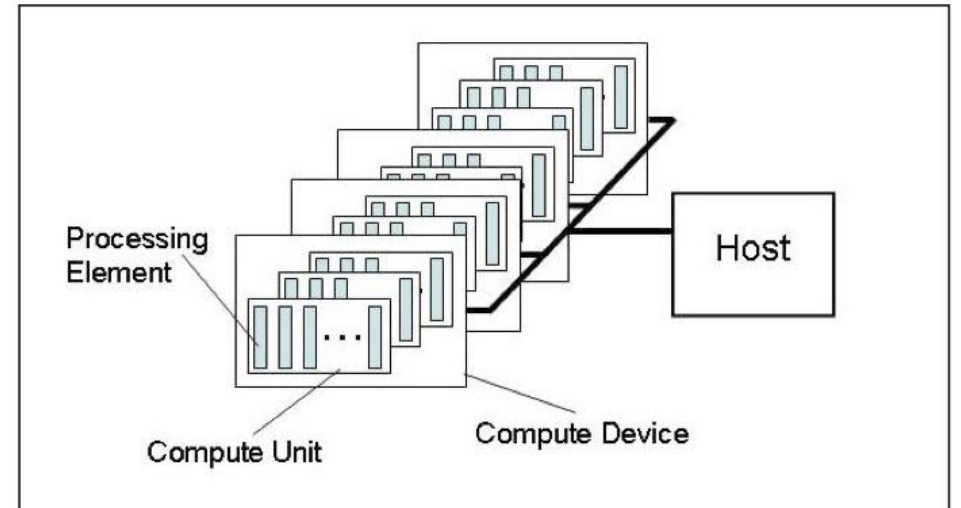 Processing
Element
Host
...
Compute Unit
Compute Device